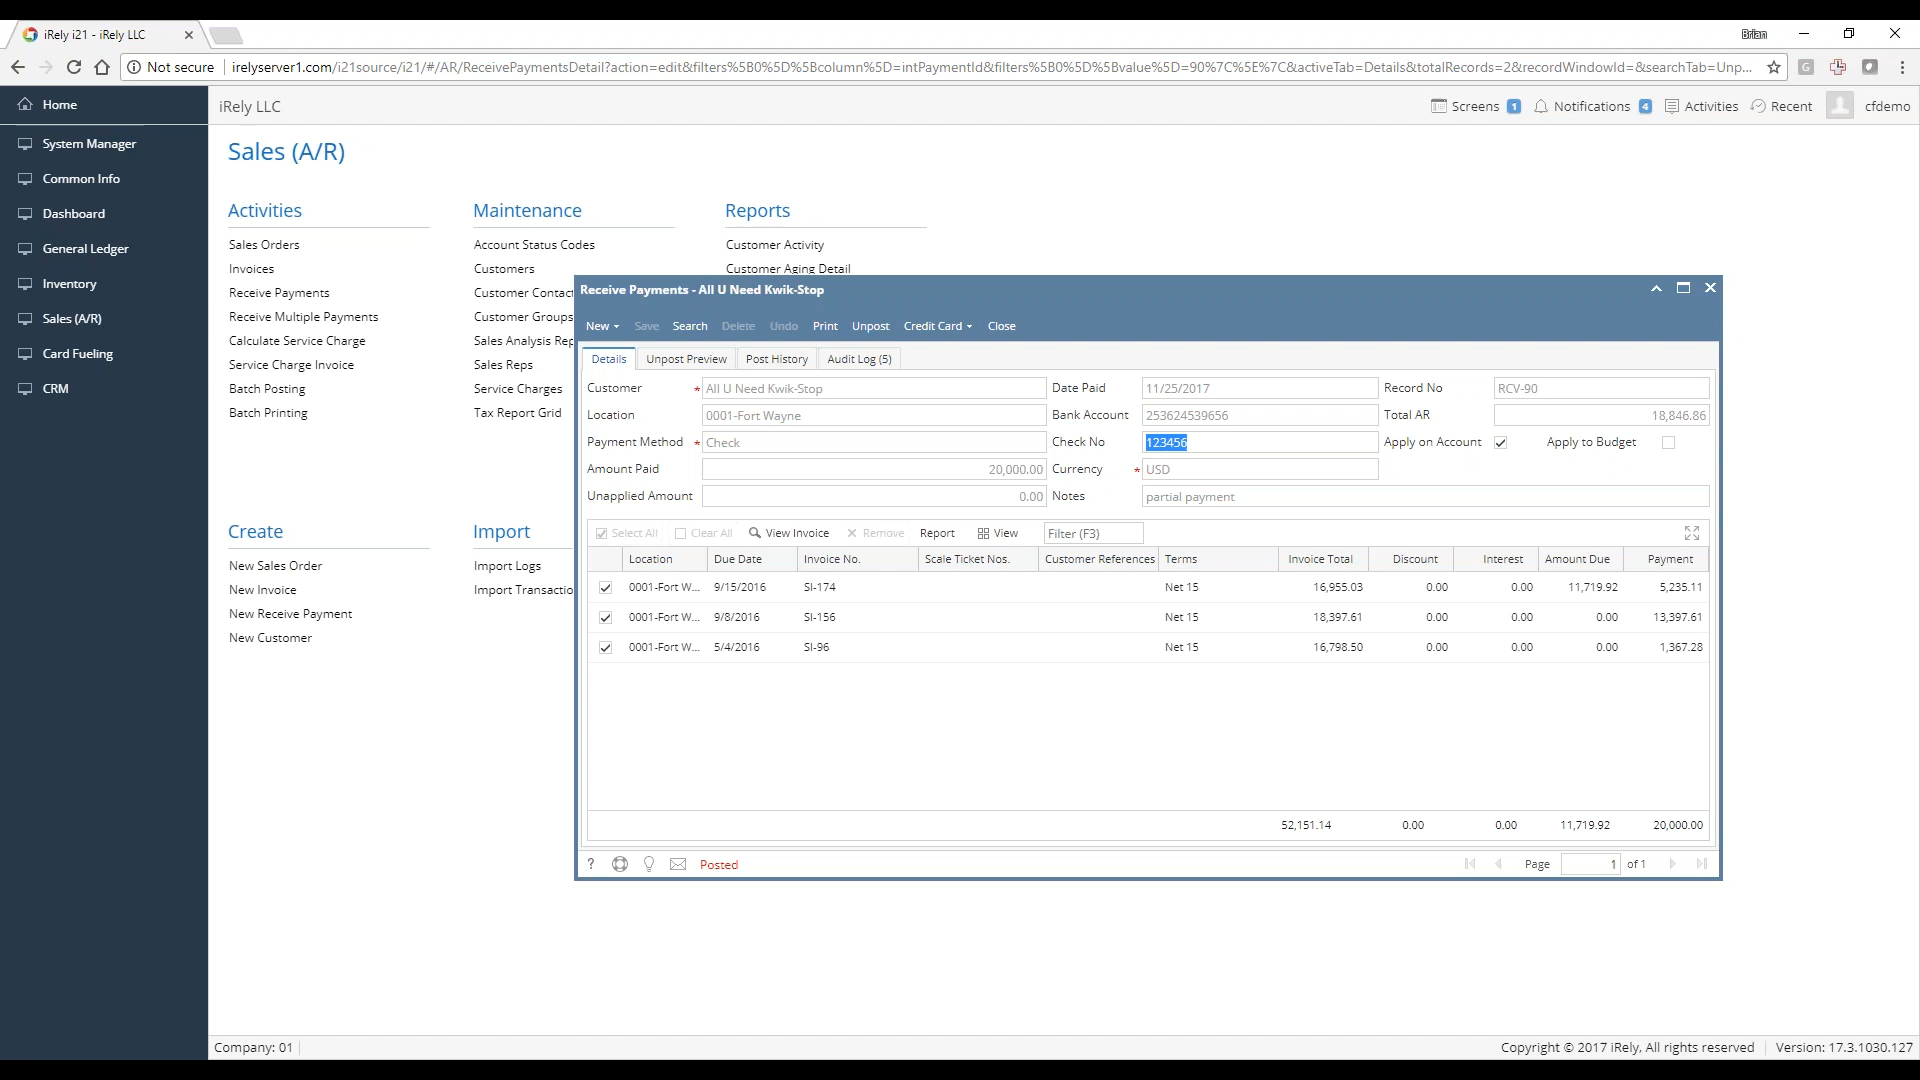 iRely i21 - iRely LLC
Brian
Not secure
irelyserver1.com/i21source/i21/#/AR/ReceivePaymentsDetail?action=edit&filters%5B0%5D%5Bcolumn%5D=intPaymentId&filters%5B0%5D%5Bvalue%5D=90%7C%5E%7C&activeTab=Details&totalRecords=2&recordWindowId=&searchTab=Unp...
Home
iRely LLC
Screens 1
Notifications 4
Activities
Recent
cfdemo
System Manager
Common Info
Dashboard
General Ledger
Inventory
Sales (A/R)
Card Fueling
CRM
Sales (A/R)
Activities
Sales Orders
Invoices
Receive Payments
Receive Multiple Payments
Calculate Service Charge
Service Charge Invoice
Batch Posting
Batch Printing
Maintenance
Account Status Codes
Customers
Customer Contact
Customer Groups
Sales Analysis Rep
Sales Reps
Service Charges
Tax Report Grid
Reports
Customer Activity
Customer Aging Detail
Create
New Sales Order
New Invoice
New Receive Payment
New Customer
Import
Import Logs
Import Transactio
Receive Payments - All U Need Kwik-Stop
New Save Search Delete Undo Print Unpost Credit Card Close
Details Unpost Preview Post History Audit Log (5)
Customer * All U Need Kwik-Stop Date Paid 11/25/2017 Record No RCV-90
Location 0001-Fort Wayne Bank Account 253624539656 Total AR 18,846.86
Payment Method * Check Check No 123456 Apply on Account Apply to Budget
Amount Paid 20,000.00 Currency * USD
Unapplied Amount 0.00 Notes partial payment
Select All Clear All View Invoice Remove Report View Filter (F3)
Location Due Date Invoice No. Scale Ticket Nos. Customer References Terms Invoice Total Discount Interest Amount Due Payment
0001-Fort W... 9/15/2016 SI-174 Net 15 16,955.03 0.00 0.00 11,719.92 5,235.11
0001-Fort W... 9/8/2016 SI-156 Net 15 18,397.61 0.00 0.00 0.00 13,397.61
0001-Fort W... 5/4/2016 SI-96 Net 15 16,798.50 0.00 0.00 0.00 1,367.28
52,151.14 0.00 0.00 11,719.92 20,000.00
? Posted Page 1 of 1
Company: 01
Copyright © 2017 iRely, All rights reserved
Version: 17.3.1030.127